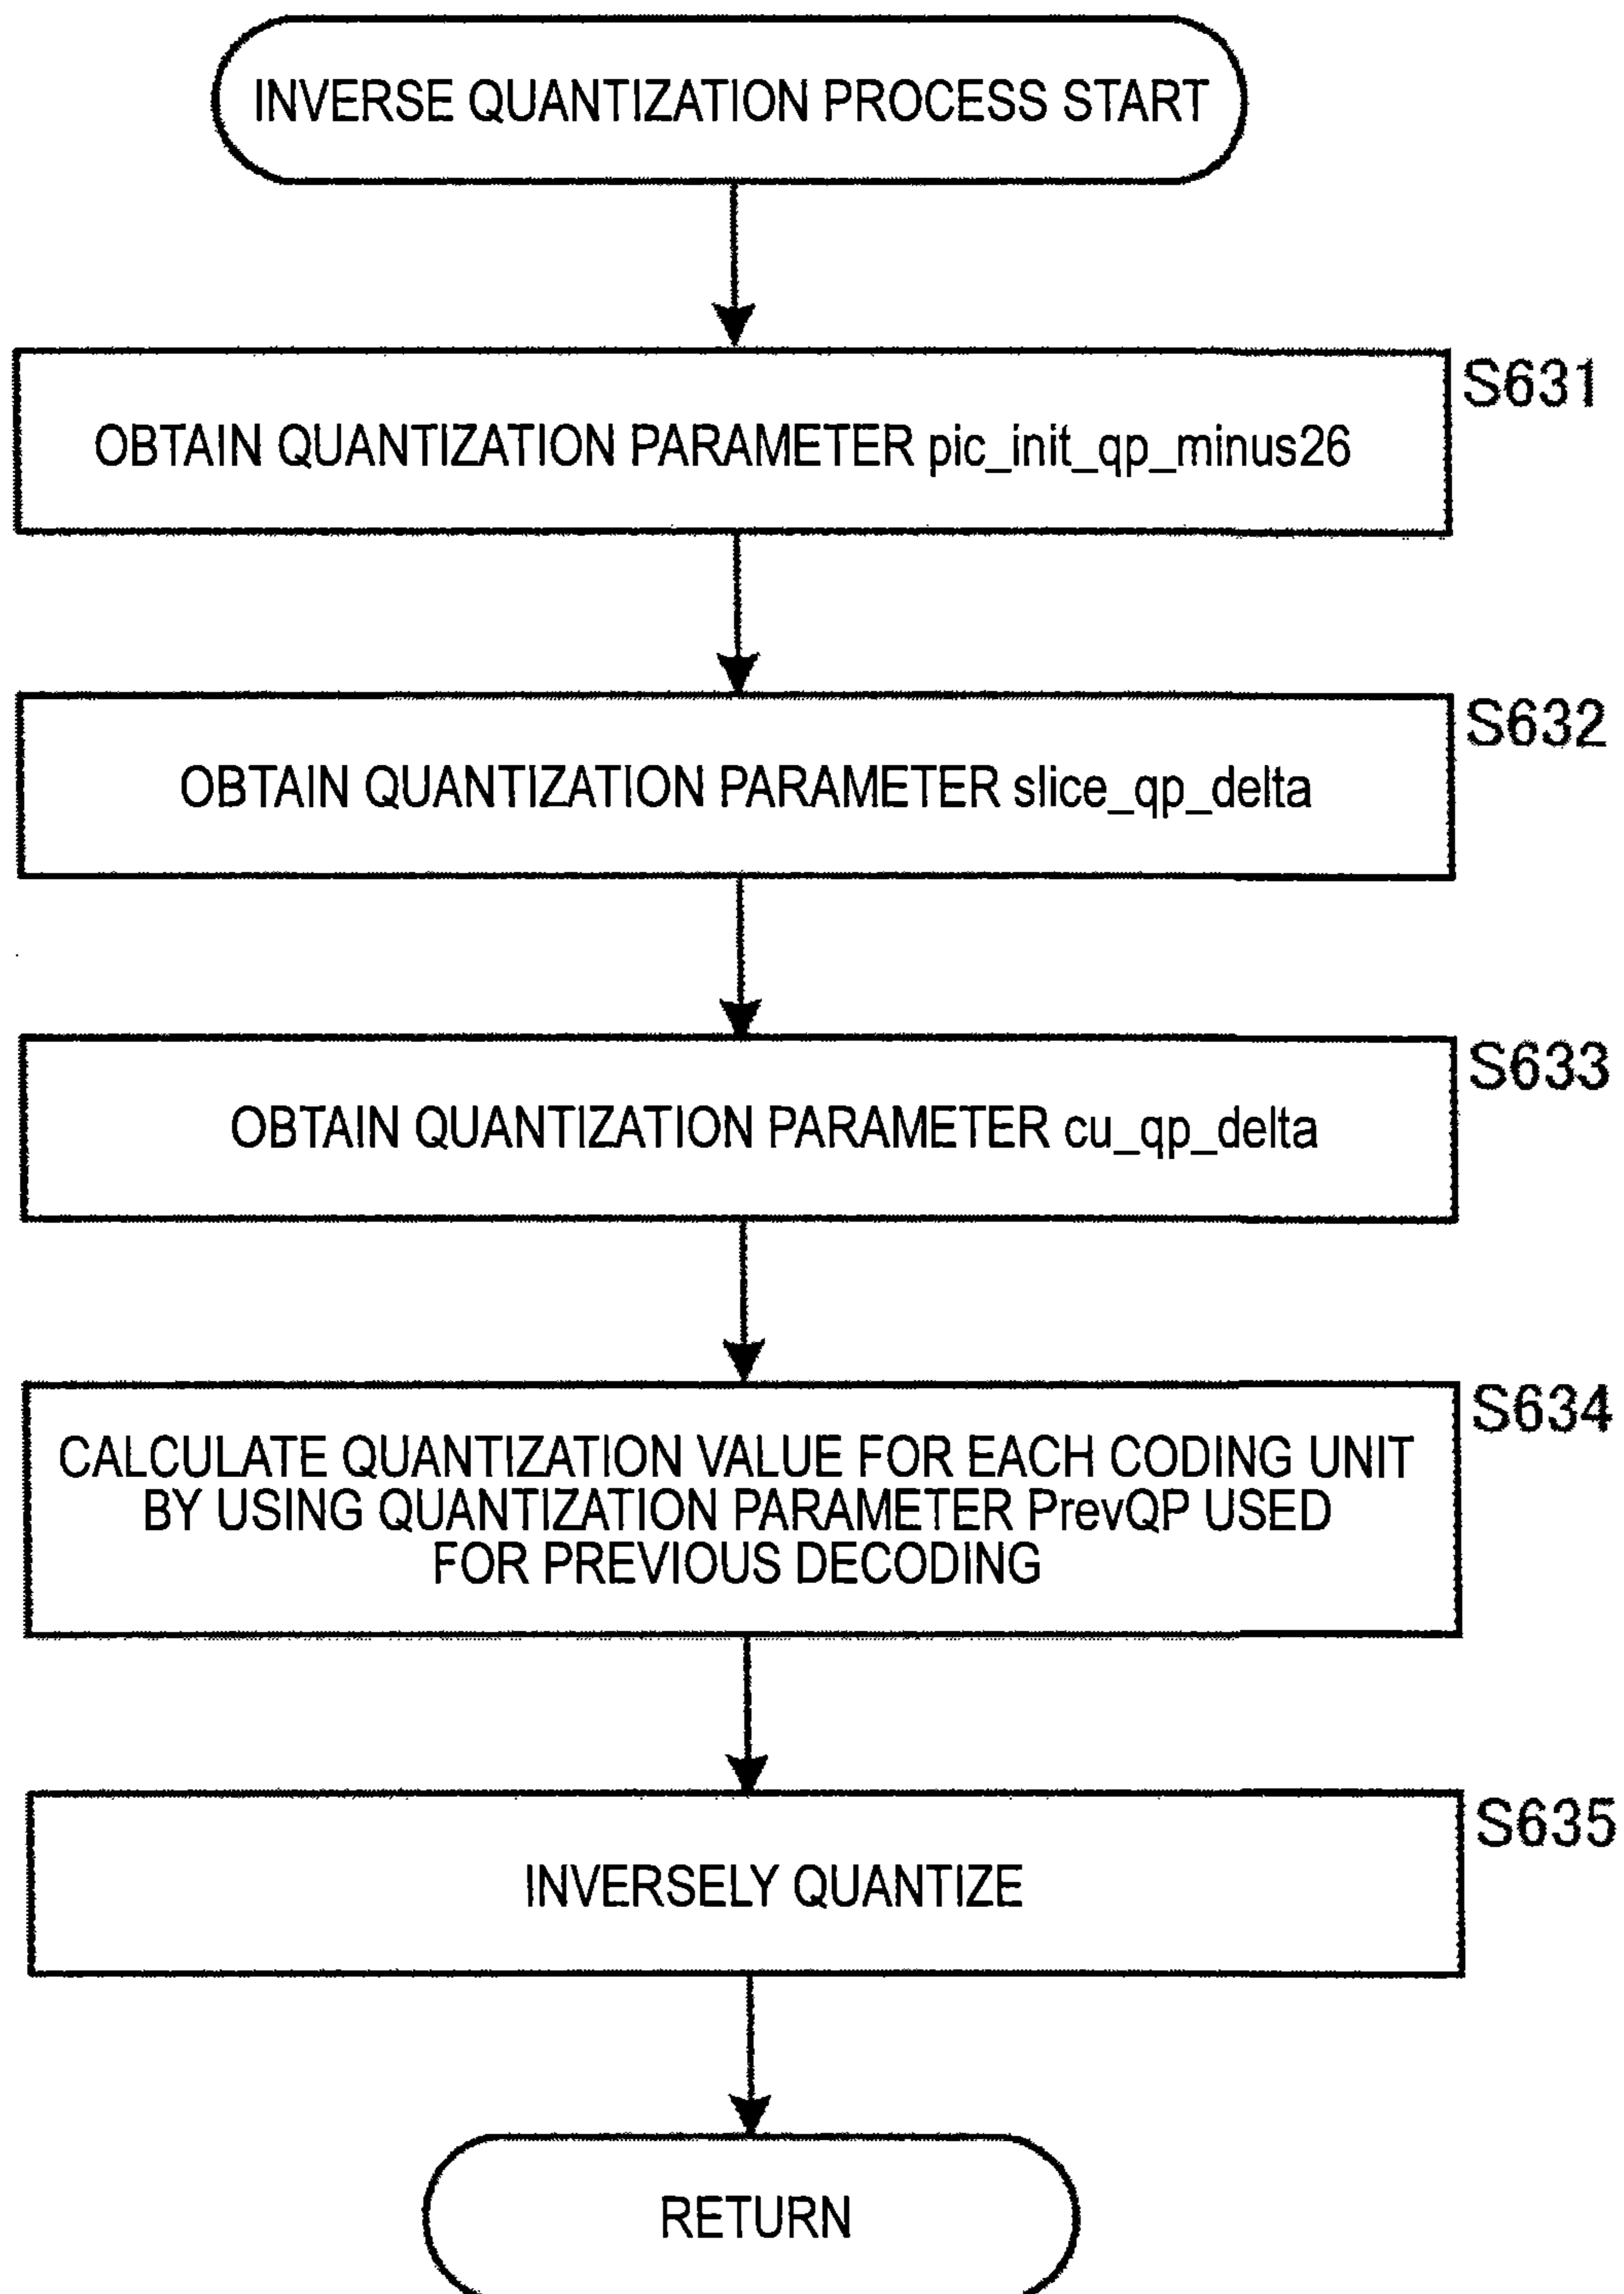 INVERSE QUANTIZATION PROCESS START
S631
OBTAIN QUANTIZATION PARAMETER pic_init_qp_minus26
S632
OBTAIN QUANTIZATION PARAMETER slice_qp_delta
S633
OBTAIN QUANTIZATION PARAMETER cu_qp_delta
S634
CALCULATE QUANTIZATION VALUE FOR EACH CODING UNIT
BY USING QUANTIZATION PARAMETER PrevQP USED
FOR PREVIOUS DECODING
S635
INVERSELY QUANTIZE
RETURN